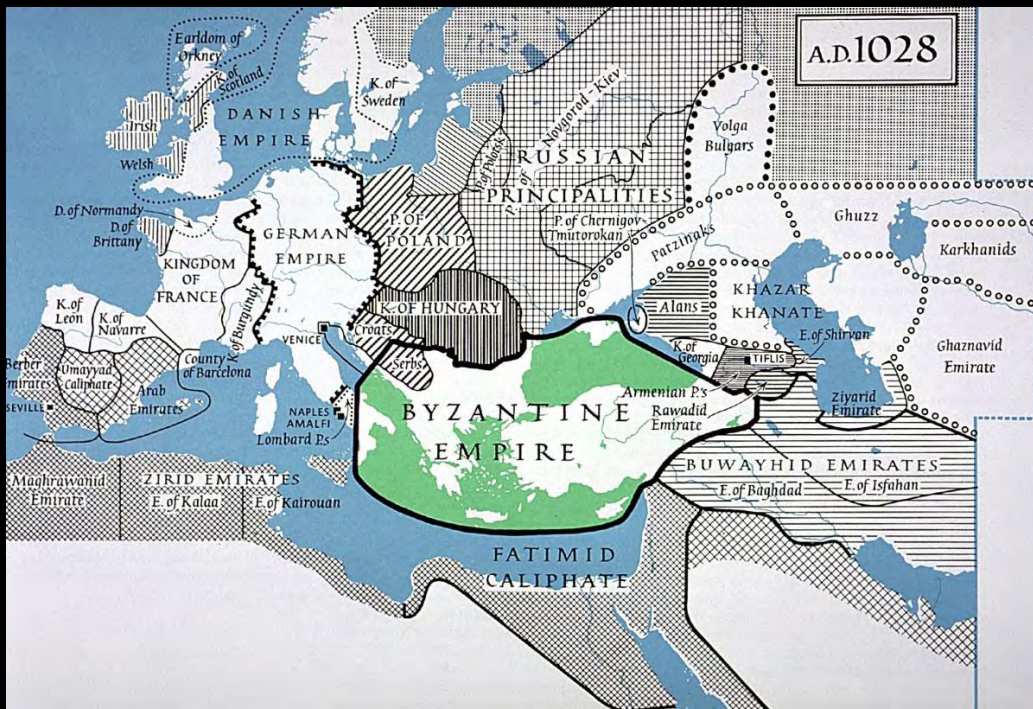 A.D.1028
Earldom of
Orkney
K. of
Scorland
Irish
Welsh
DANISH
EMPIRE
K. of
Sweden
D. of Normandy
D. of
Brittany
KINGDOM
OF
FRANCE
GERMAN
EMPIRE
K. of Burgundy
P. OF
POLAND
K. OF HUNGARY
Croats
Serbs
VENICE
P. of Polotsk
P. of Novgorod-Kiev
RUSSIAN
PRINCIPALITIES
P. of Chernigov
Tmutorokan
Volga
Bulgars
Patzinaks
Ghuzz
Karkhanids
Alans
KHAZAR
KHANATE
K. of
Georgia
TIFLIS
E. of Shirvan
Ghaznavid
Emirate
Armenian P.'s
Rawadid
Emirate
Ziyarid
Emirate
K. of
León
K. of
Navarre
County
of Barcelona
Berber
Emirates
Umayyad
Caliphate
Arab
Emirates
SEVILLE
NAPLES
AMALFI
Lombard P.s
BYZANTINE
EMPIRE
BUWAYHID EMIRATES
E. of Baghdad
E. of Isfahan
Maghrawanid
Emirate
ZIRID EMIRATES
E. of Kalaa
E. of Kairouan
FATIMID
CALIPHATE